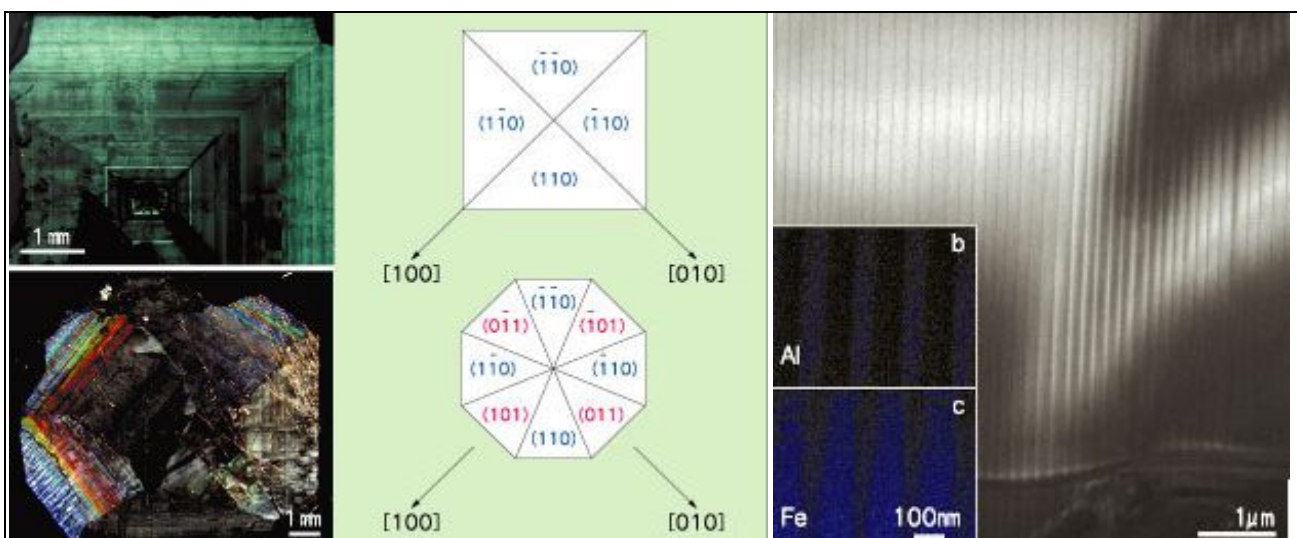 1 mm
(1̄1̄0)
(11̄0) (1̄10)
(110)
[100] [010]
1 mm
(1̄1̄0)
(01̄1) (1̄01)
(11̄0) (1̄10)
(101) (011)
(110)
[100] [010]
b
Al
c
Fe 100nm
1μm